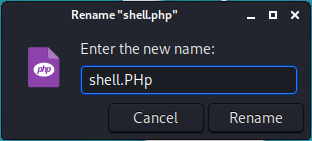 Rename "shell.php"
php
Enter the new name:
shell.PHp
Cancel
Rename